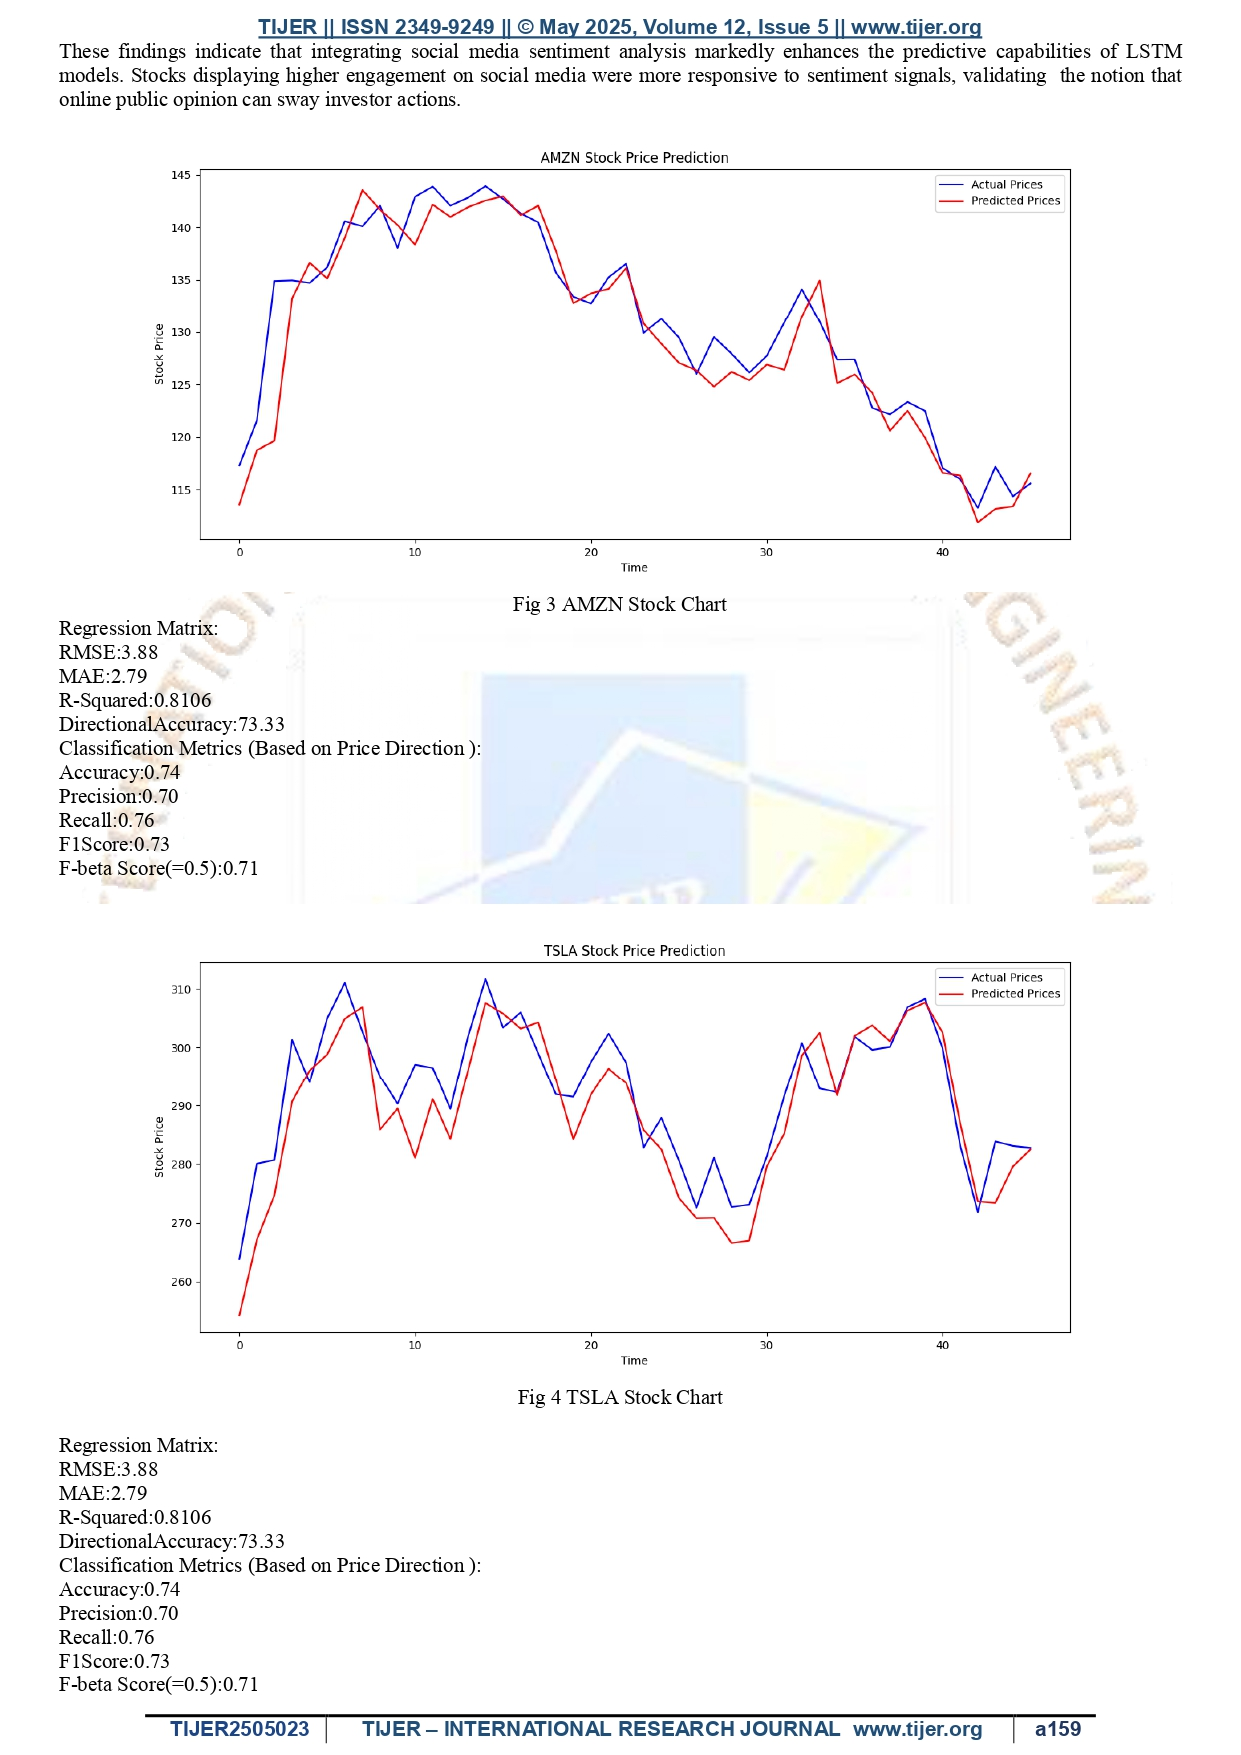 TIJER || ISSN 2349-9249 || © May 2025, Volume 12, Issue 5 || www.tijer.org
These findings indicate that integrating social media sentiment analysis markedly enhances the predictive capabilities of LSTM
models. Stocks displaying higher engagement on social media were more responsive to sentiment signals, validating the notion that
online public opinion can sway investor actions.
AMZN Stock Price Prediction
Actual Prices
Predicted Prices
145
140
135
130
125
120
115
Stock Price
0 10 20 30 40
Time
Fig 3 AMZN Stock Chart
Regression Matrix:
RMSE:3.88
MAE:2.79
R-Squared:0.8106
DirectionalAccuracy:73.33
Classification Metrics (Based on Price Direction ):
Accuracy:0.74
Precision:0.70
Recall:0.76
F1Score:0.73
F-beta Score(=0.5):0.71
TSLA Stock Price Prediction
Actual Prices
Predicted Prices
310
300
290
280
270
260
Stock Price
0 10 20 30 40
Time
Fig 4 TSLA Stock Chart
Regression Matrix:
RMSE:3.88
MAE:2.79
R-Squared:0.8106
DirectionalAccuracy:73.33
Classification Metrics (Based on Price Direction ):
Accuracy:0.74
Precision:0.70
Recall:0.76
F1Score:0.73
F-beta Score(=0.5):0.71
TIJER2505023 TIJER – INTERNATIONAL RESEARCH JOURNAL www.tijer.org a159